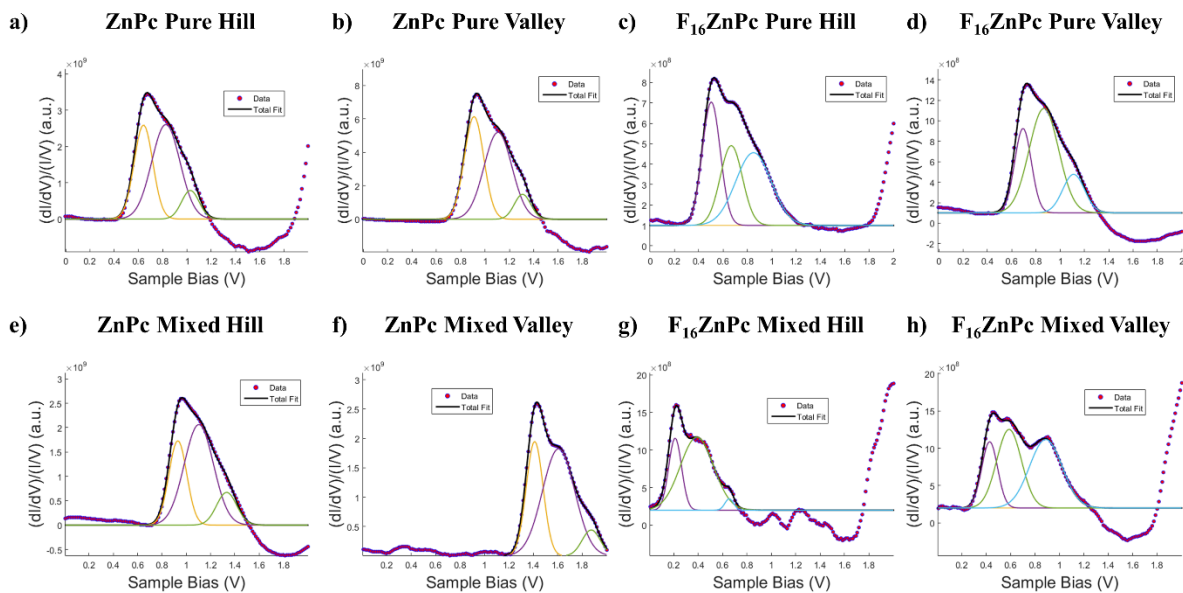 a) ZnPc Pure Hill
×10⁹
4
3
2
1
0
(dI/dV)/(I/V) (a.u.)
Data
Total Fit
0 0.2 0.4 0.6 0.8 1 1.2 1.4 1.6 1.8
Sample Bias (V)
b) ZnPc Pure Valley
×10⁹
8
6
4
2
0
(dI/dV)/(I/V) (a.u.)
Data
Total Fit
0 0.2 0.4 0.6 0.8 1 1.2 1.4 1.6 1.8
Sample Bias (V)
c) F₁₆ZnPc Pure Hill
×10⁸
8
7
6
5
4
3
2
1
0
(dI/dV)/(I/V) (a.u.)
Data
Total Fit
0 0.2 0.4 0.6 0.8 1 1.2 1.4 1.6 1.8 2
Sample Bias (V)
d) F₁₆ZnPc Pure Valley
×10⁸
14
12
10
8
6
4
2
0
-2
(dI/dV)/(I/V) (a.u.)
Data
Total Fit
0 0.2 0.4 0.6 0.8 1 1.2 1.4 1.6 1.8 2
Sample Bias (V)
e) ZnPc Mixed Hill
×10⁹
3
2.5
2
1.5
1
0.5
0
-0.5
(dI/dV)/(I/V) (a.u.)
Data
Total Fit
0 0.2 0.4 0.6 0.8 1 1.2 1.4 1.6 1.8
Sample Bias (V)
f) ZnPc Mixed Valley
×10⁹
3
2.5
2
1.5
1
0.5
(dI/dV)/(I/V) (a.u.)
Data
Total Fit
0 0.2 0.4 0.6 0.8 1 1.2 1.4 1.6 1.8
Sample Bias (V)
g) F₁₆ZnPc Mixed Hill
×10⁸
20
15
10
5
0
(dI/dV)/(I/V) (a.u.)
Data
Total Fit
0 0.2 0.4 0.6 0.8 1 1.2 1.4 1.6 1.8
Sample Bias (V)
h) F₁₆ZnPc Mixed Valley
×10⁸
20
15
10
5
0
(dI/dV)/(I/V) (a.u.)
Data
Total Fit
0 0.2 0.4 0.6 0.8 1 1.2 1.4 1.6 1.8
Sample Bias (V)